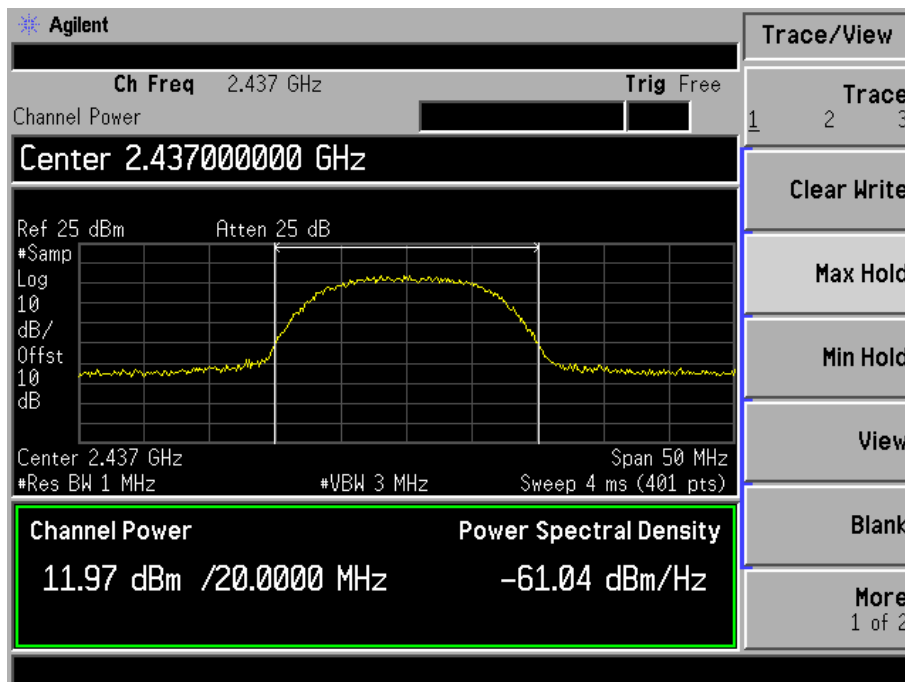 Agilent
Trace/View
Ch Freq 2.437 GHz Trig Free
Channel Power
Trace
1 2 3
Center 2.437000000 GHz
Clear Write
Ref 25 dBm Atten 25 dB
#Samp
Log
10
dB/
Offst
10
dB
Max Hold
Min Hold
View
Center 2.437 GHz Span 50 MHz
#Res BW 1 MHz #VBW 3 MHz Sweep 4 ms (401 pts)
Channel Power Power Spectral Density
11.97 dBm /20.0000 MHz -61.04 dBm/Hz
Blank
More
1 of 2